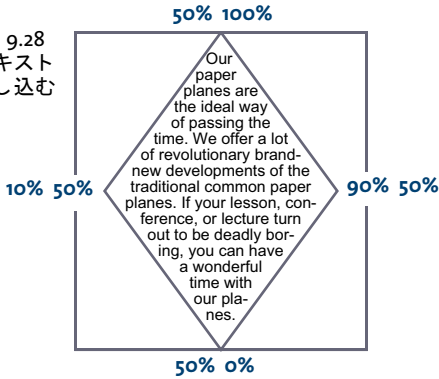 50% 100%
9.28
キスト
し込む
Our
paper
planes are
the ideal way
of passing the
time. We offer a lot
of revolutionary brand-
new developments of the
traditional common paper
planes. If your lesson, con-
ference, or lecture turn
out to be deadly bor-
ing, you can have
a wonderful
time with
our pla-
nes.
10% 50%
90% 50%
50% 0%